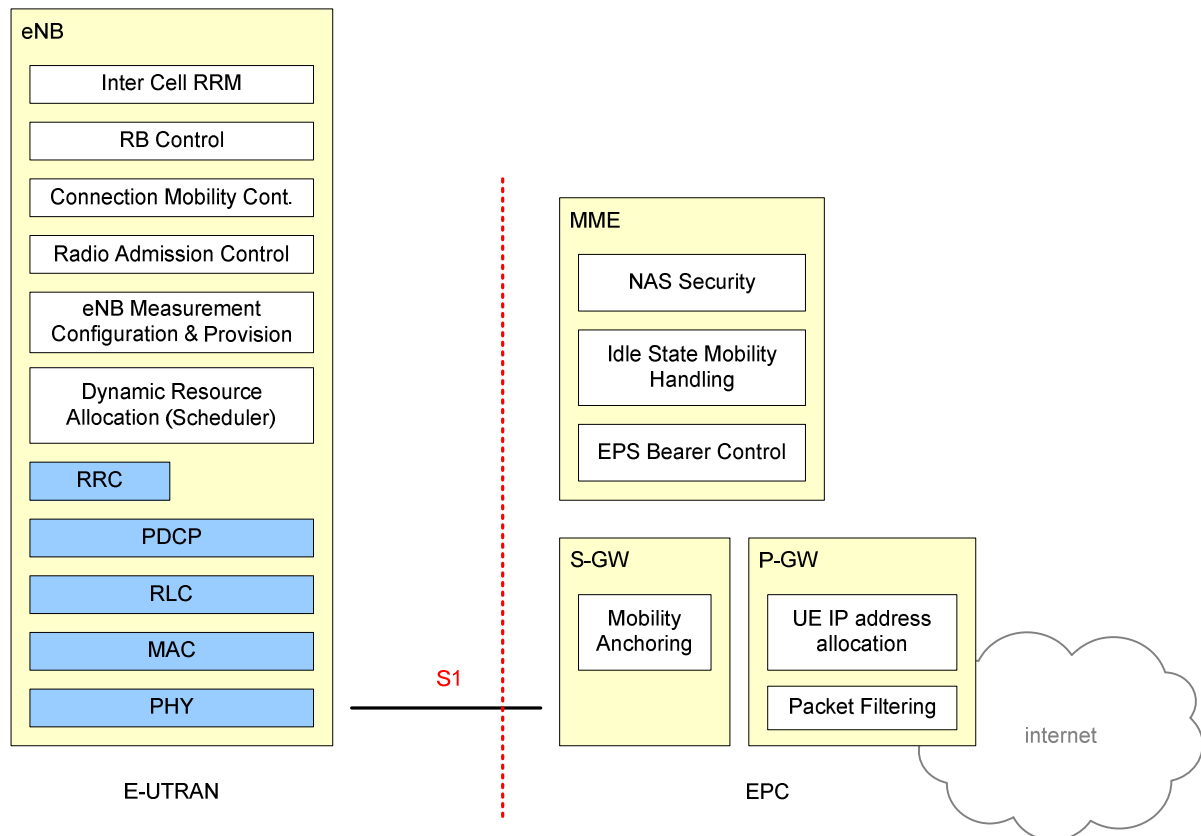 eNB
Inter Cell RRM
RB Control
Connection Mobility Cont.
Radio Admission Control
eNB Measurement
Configuration & Provision
Dynamic Resource
Allocation (Scheduler)
RRC
PDCP
RLC
MAC
PHY
S1
MME
NAS Security
Idle State Mobility
Handling
EPS Bearer Control
S-GW
Mobility
Anchoring
P-GW
UE IP address
allocation
Packet Filtering
internet
E-UTRAN
EPC